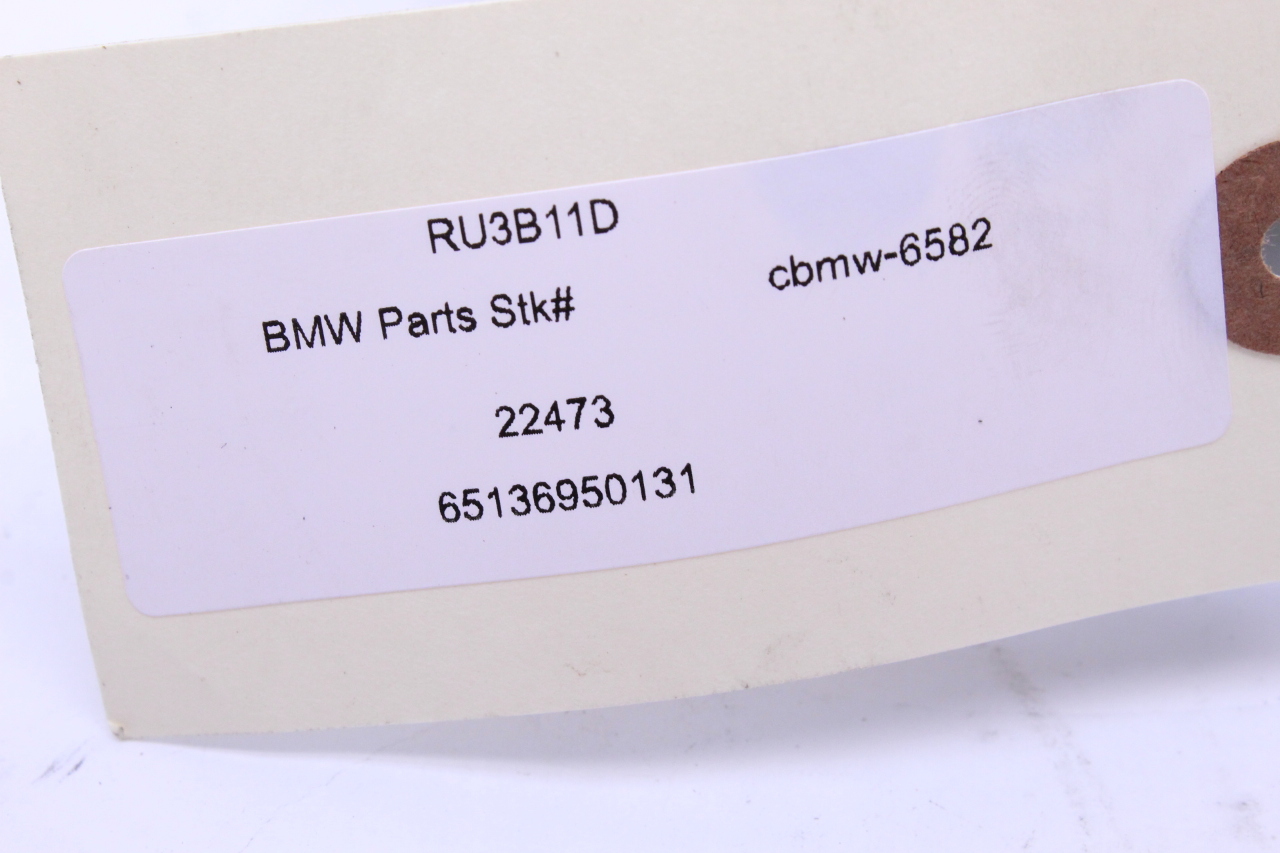 RU3B11D
BMW Parts Stk# cbmw-6582
22473
65136950131